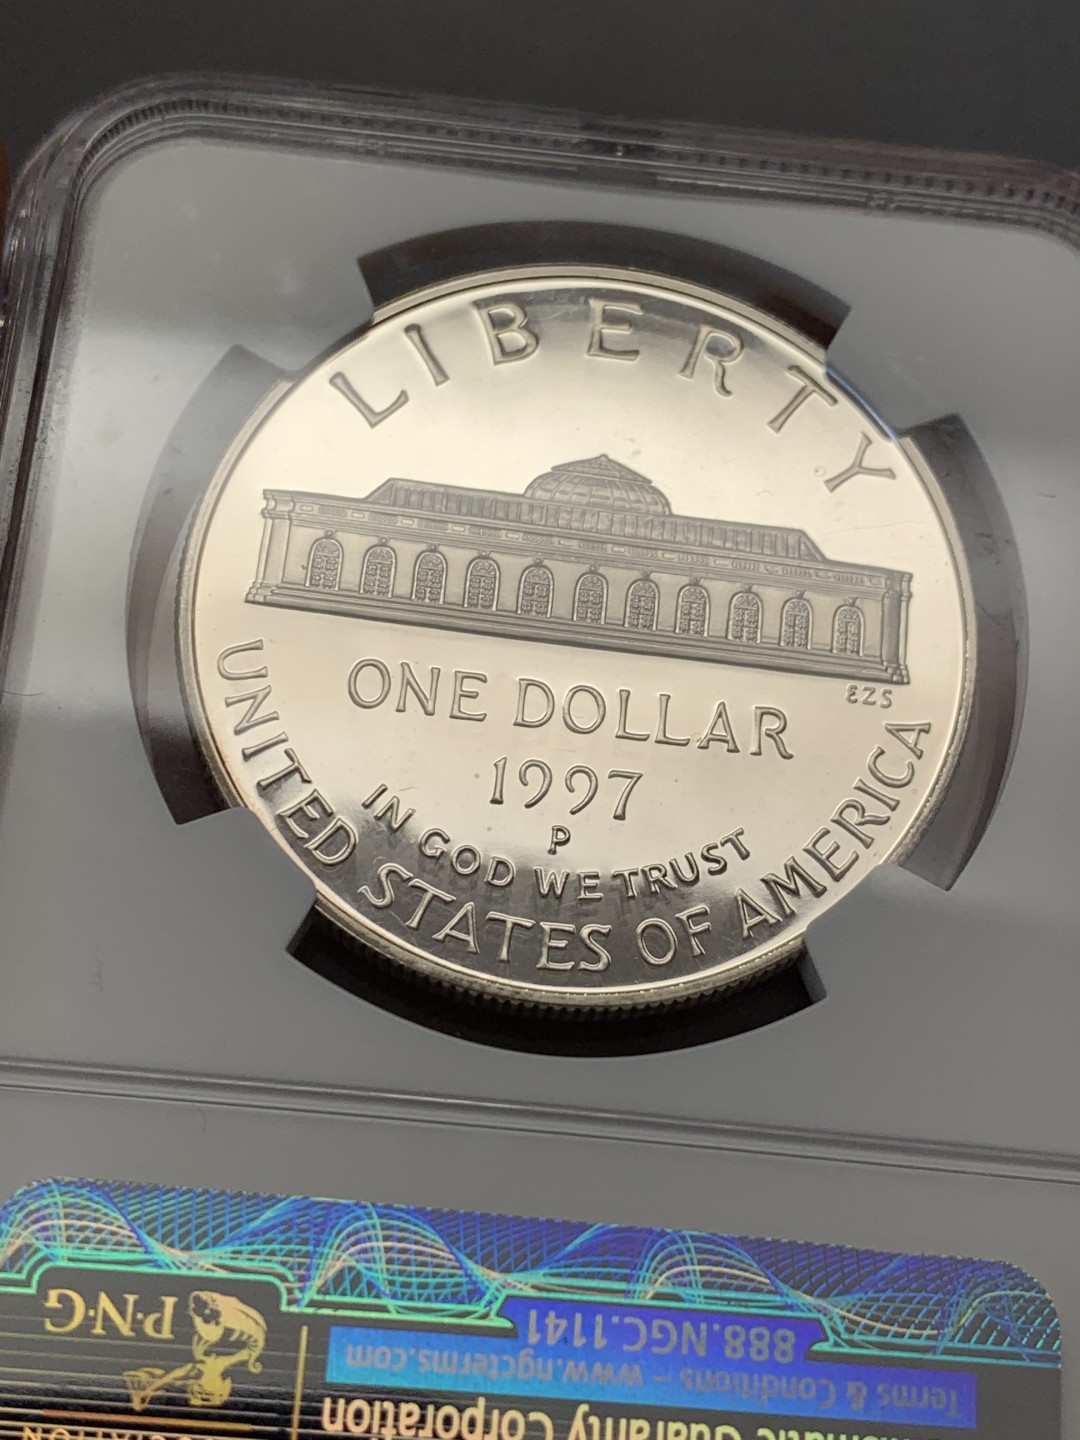 LIBERTY
EZS
ONE DOLLAR
1997
P
IN GOD WE TRUST
UNITED STATES OF AMERICA
Guaranty Corporation
Terms & Conditions – www.ngcterms.com
888.NGC.1141
P·N·G